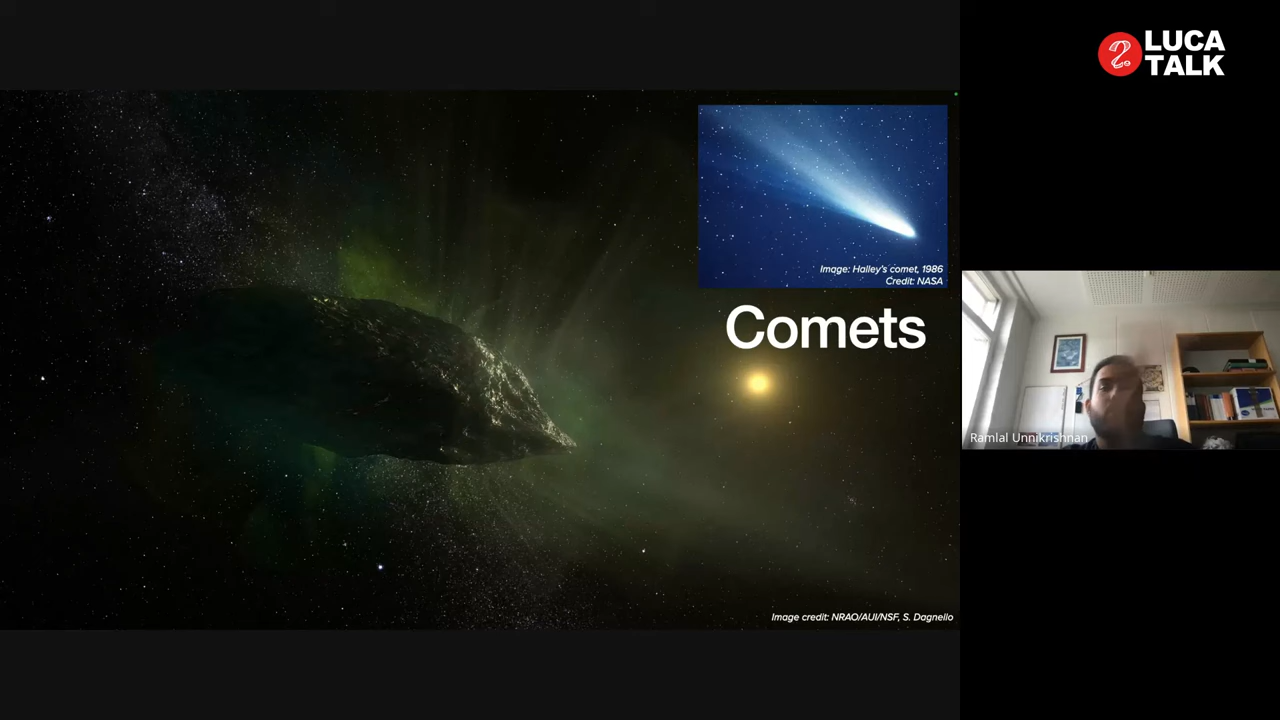 LUCA
TALK
Image: Halley's comet, 1986
Credit: NASA
Comets
Ramlal Unnikrishnan
Image credit: NRAO/AUI/NSF, S. Dagnello